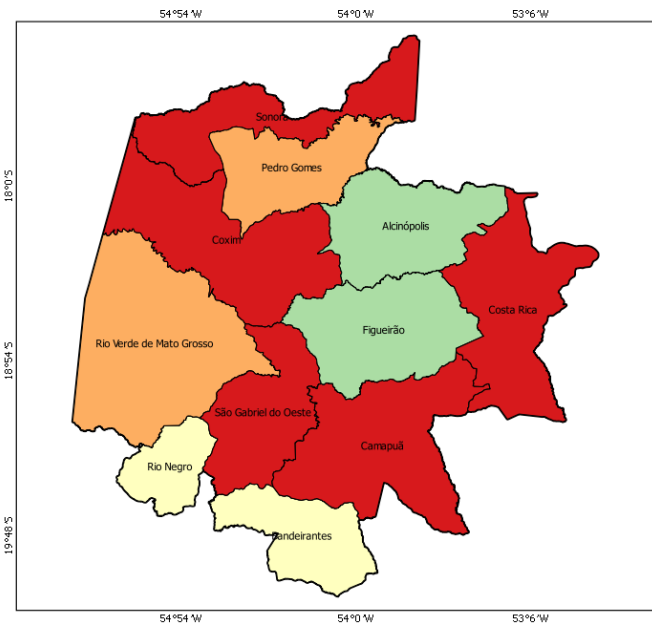 54°54´W 54°0´W 53°6´W
Sonora
Pedro Gomes
18°0´S
Alcinópolis
Coxim
Costa Rica
Figueirão
Rio Verde de Mato Grosso
18°54´S
São Gabriel do Oeste
Camapuã
Rio Negro
19°48´S
Bandeirantes
54°54´W 54°0´W 53°6´W